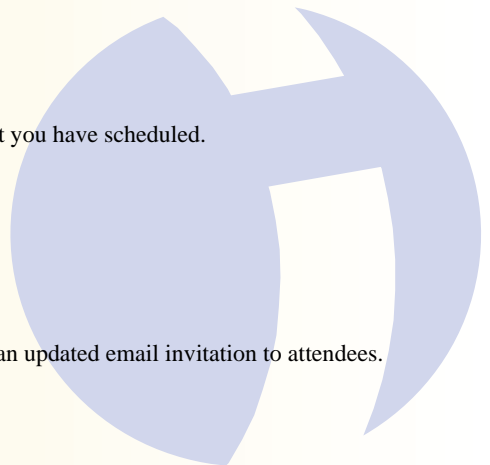 t you have scheduled.
an updated email invitation to attendees.